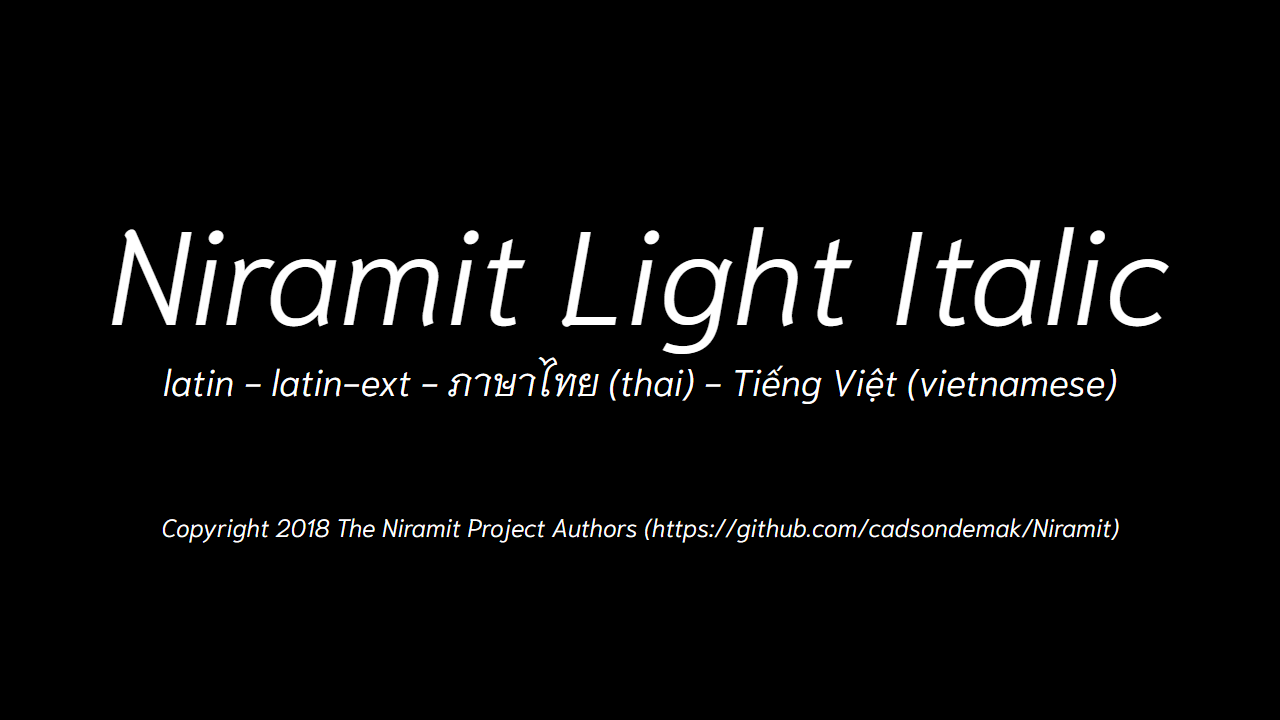 Niramit Light Italic
latin - latin-ext - ภาษาไทย (thai) - Tiếng Việt (vietnamese)
Copyright 2018 The Niramit Project Authors (https://github.com/cadsondemak/Niramit)